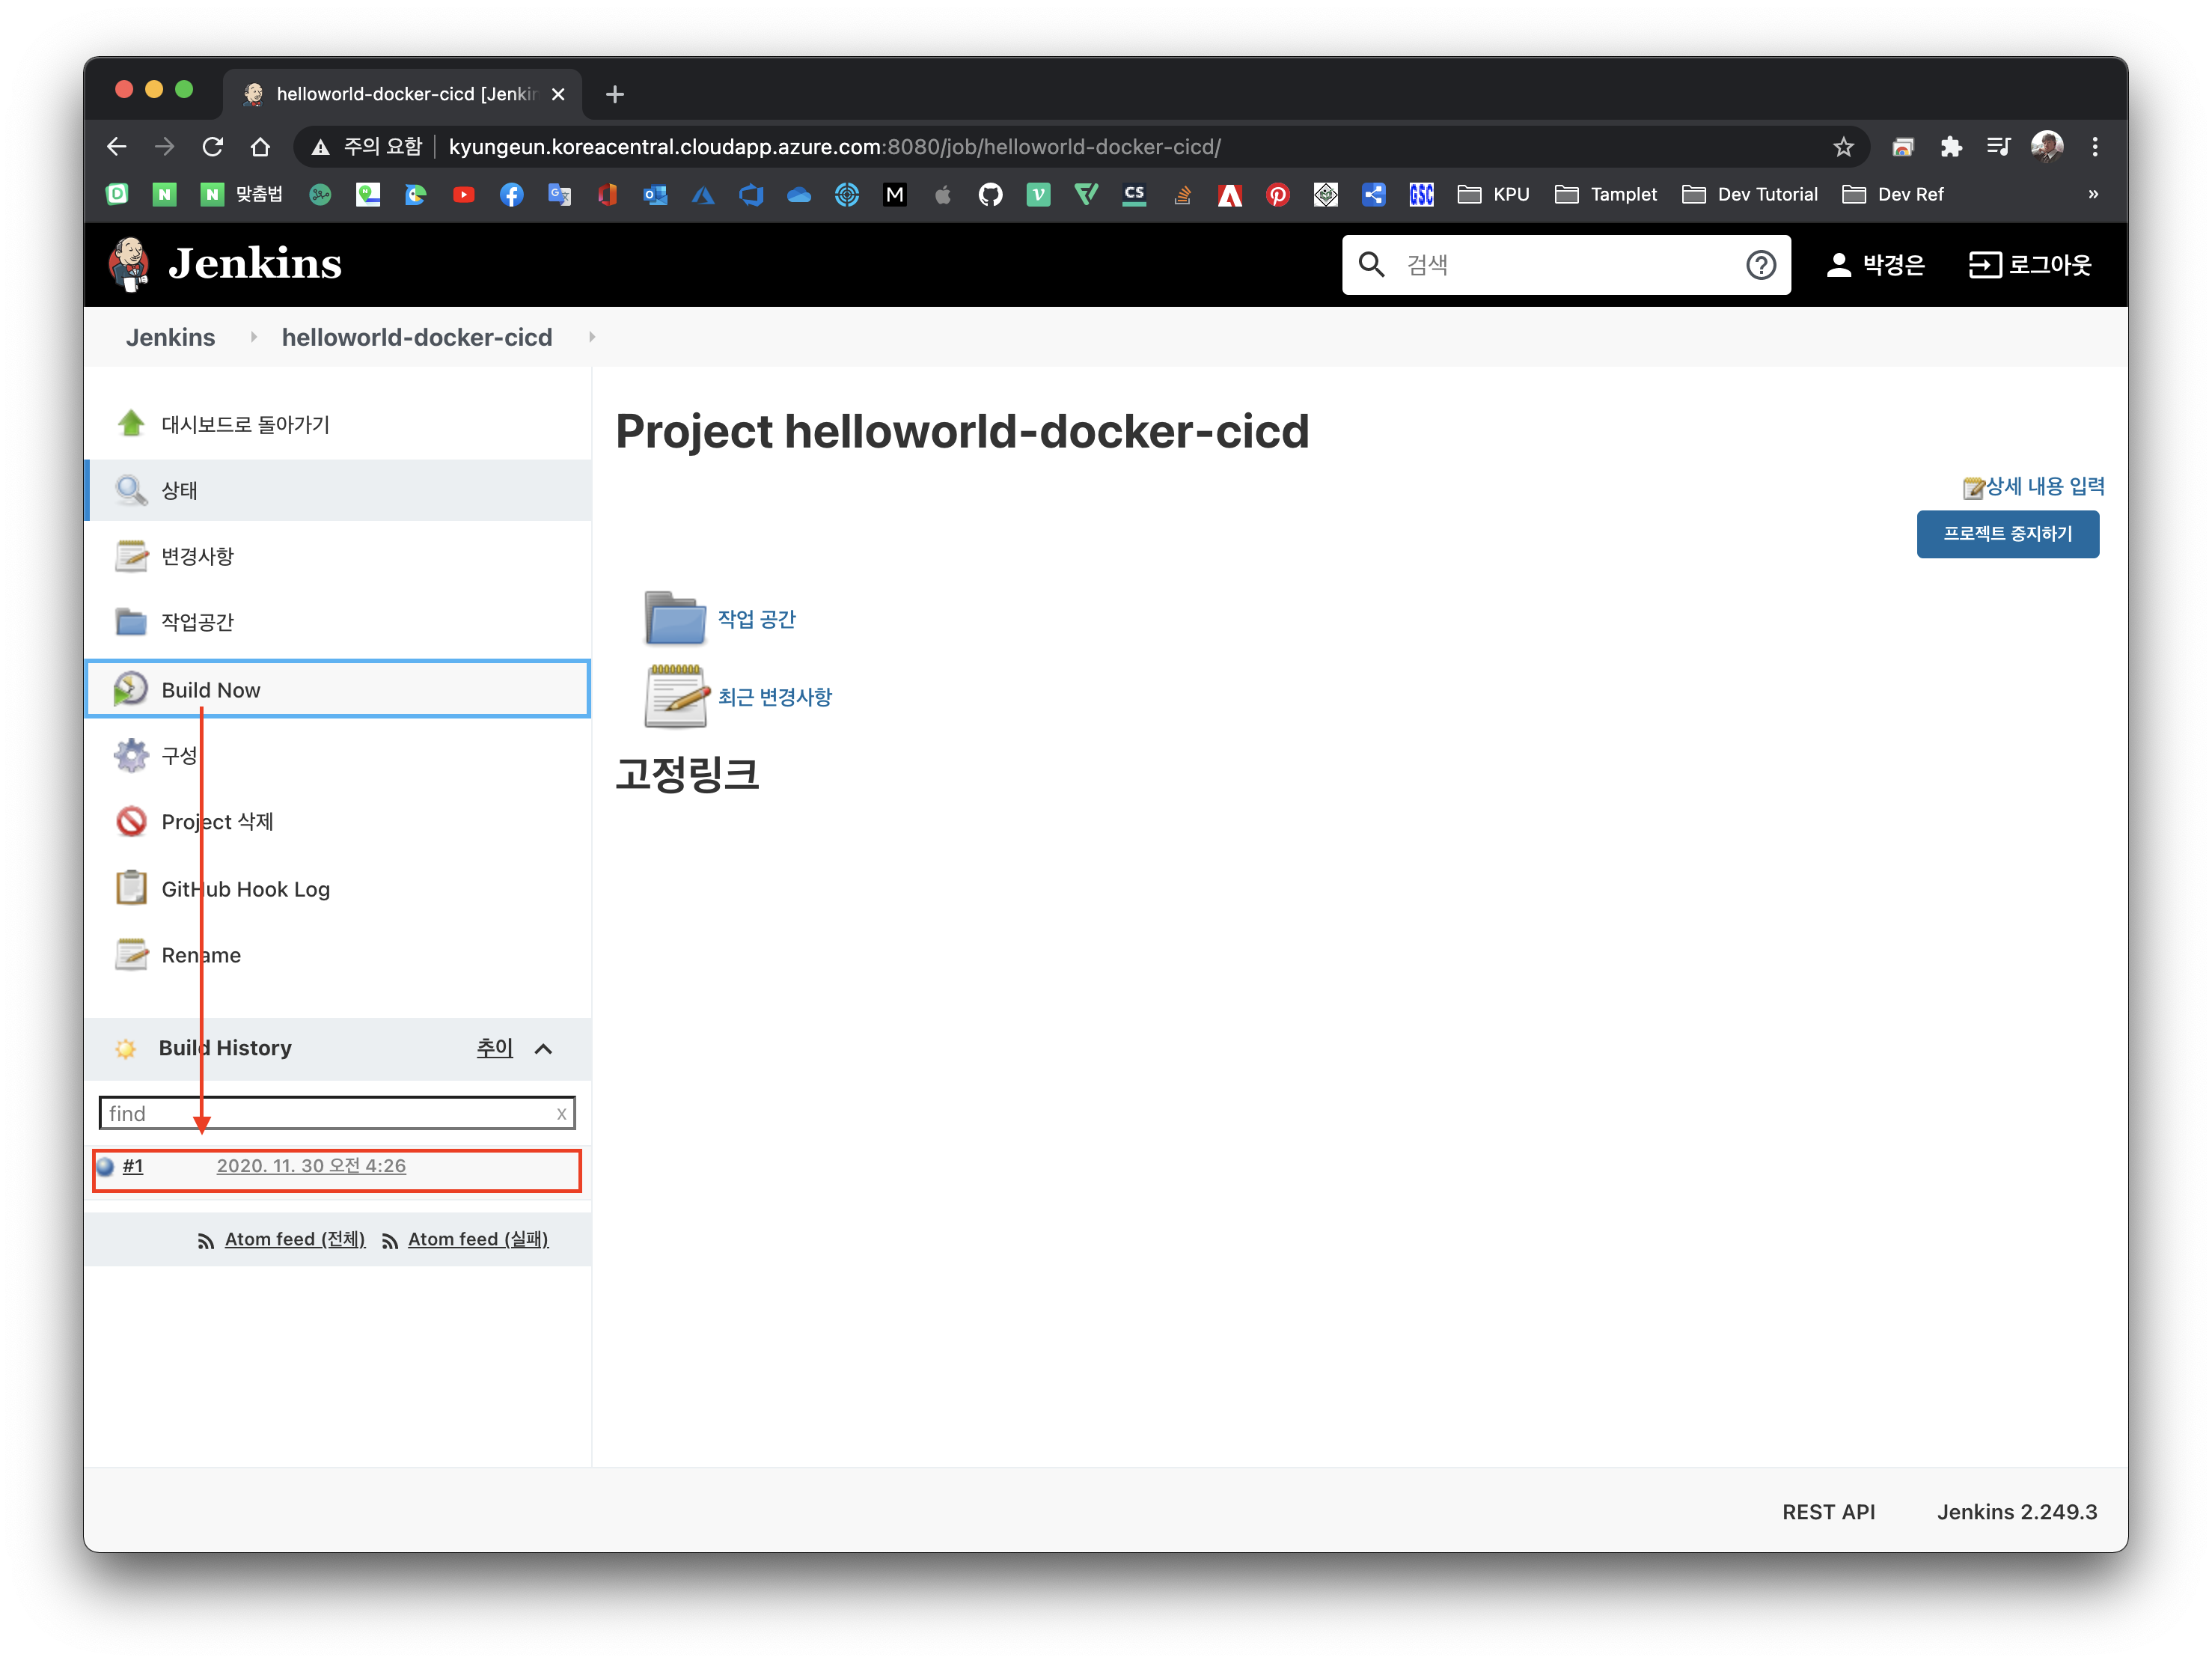 helloworld-docker-cicd [Jenkin
주의 요함 kyungeun.koreacentral.cloudapp.azure.com:8080/job/helloworld-docker-cicd/
맞춤법 KPU Tamplet Dev Tutorial Dev Ref »
Jenkins 검색 박경은 로그아웃
Jenkins helloworld-docker-cicd
대시보드로 돌아가기
상태
변경사항
작업공간
Build Now
구성
Project 삭제
GitHub Hook Log
Rename
Build History 추이
find x
#1 2020. 11. 30 오전 4:26
Atom feed (전체) Atom feed (실패)
Project helloworld-docker-cicd
상세 내용 입력
프로젝트 중지하기
작업 공간
최근 변경사항
고정링크
REST API Jenkins 2.249.3